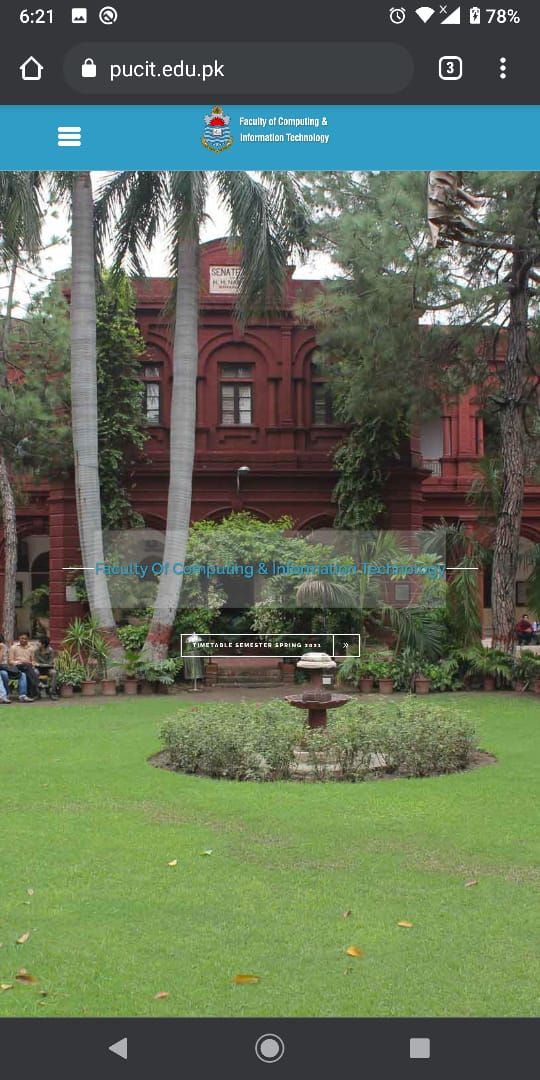 6:21
78%
pucit.edu.pk
3
Faculty of Computing &
Information Technology
SENATE
Faculty Of Computing & Information Technology
TIMETABLE SEMESTER SPRING 2021 »